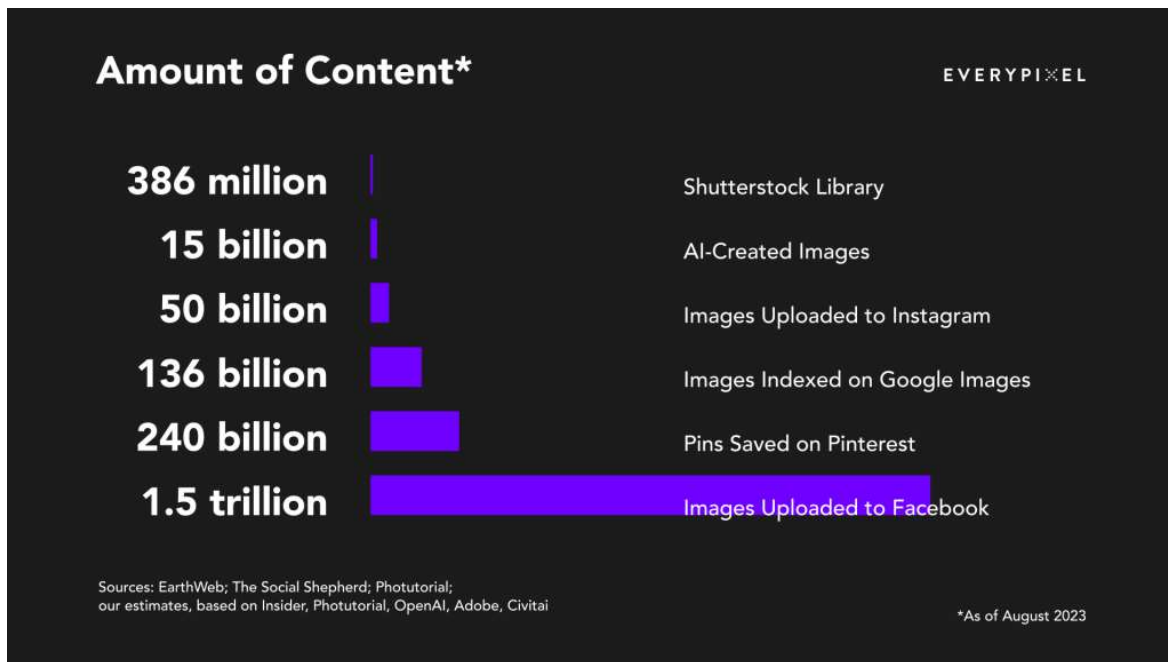 Amount of Content*
EVERYPIXEL
386 million
Shutterstock Library
15 billion
AI-Created Images
50 billion
Images Uploaded to Instagram
136 billion
Images Indexed on Google Images
240 billion
Pins Saved on Pinterest
1.5 trillion
Images Uploaded to Facebook
Sources: EarthWeb; The Social Shepherd; Photutorial;
our estimates, based on Insider, Photutorial, OpenAI, Adobe, Civitai
*As of August 2023